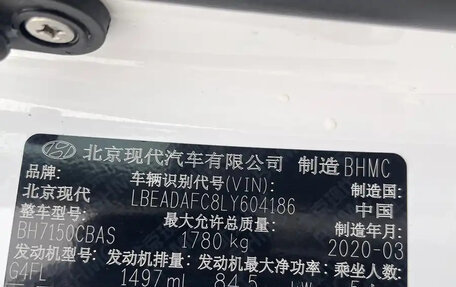 北京现代汽车有限公司 制造 BHMC
品牌: 车辆识别代号(VIN): 制造国:
北京现代 LBEADAFC8LY604186 中国
整车型号: 最大允许总质量 制造年月:
BH7150CBAS 1780 kg 2020-03
发动机型号: 发动机排量: 发动机最大净功率: 乘坐人数
G4FL 1497 mL 84.5 kW 5